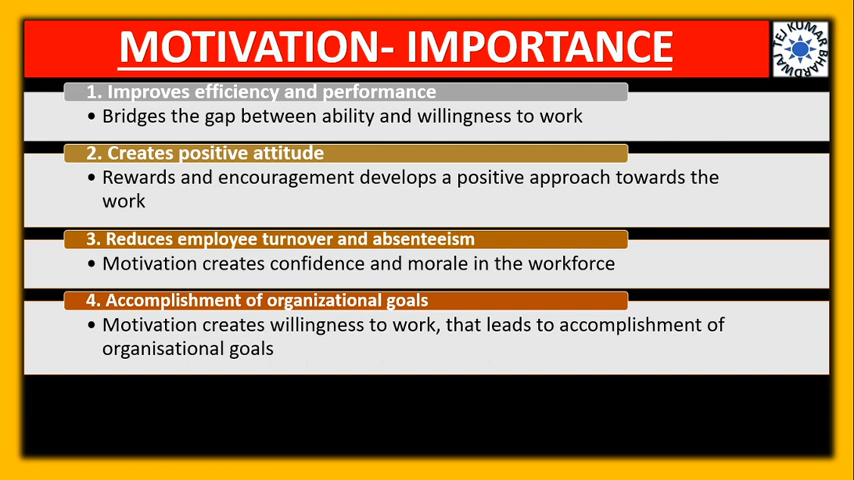 MOTIVATION- IMPORTANCE
TEJ KUMAR BHARDWAJ
1. Improves efficiency and performance
• Bridges the gap between ability and willingness to work
2. Creates positive attitude
• Rewards and encouragement develops a positive approach towards the
work
3. Reduces employee turnover and absenteeism
• Motivation creates confidence and morale in the workforce
4. Accomplishment of organizational goals
• Motivation creates willingness to work, that leads to accomplishment of
organisational goals